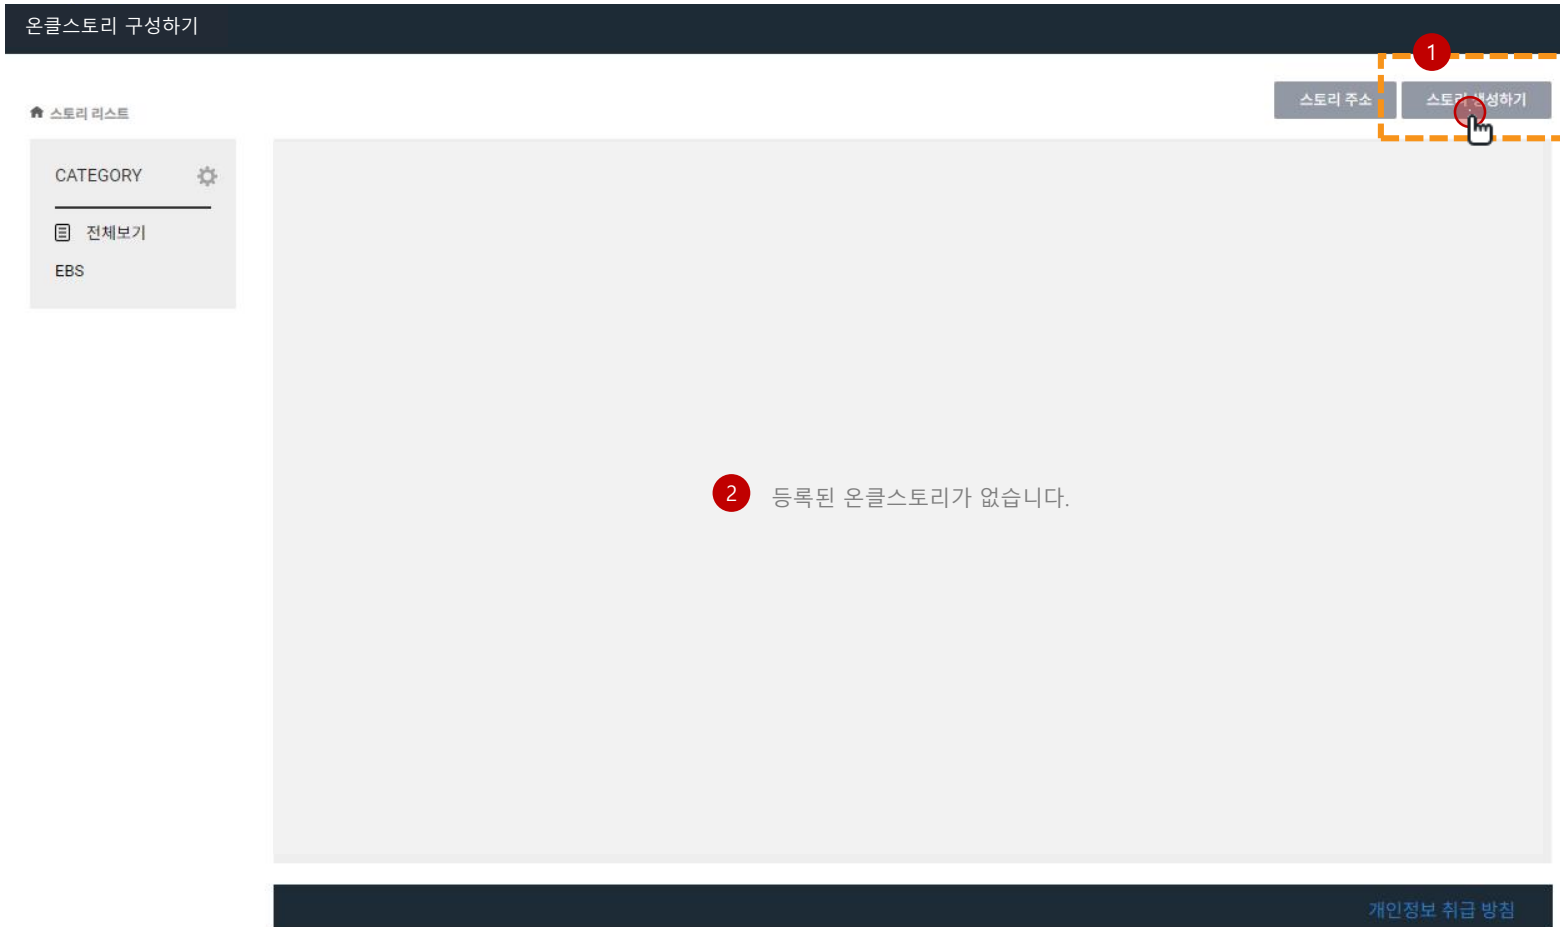 온클스토리 구성하기
1
스토리 리스트
스토리 주소
스토리 생성하기
CATEGORY
전체보기
EBS
2 등록된 온클스토리가 없습니다.
개인정보 취급 방침